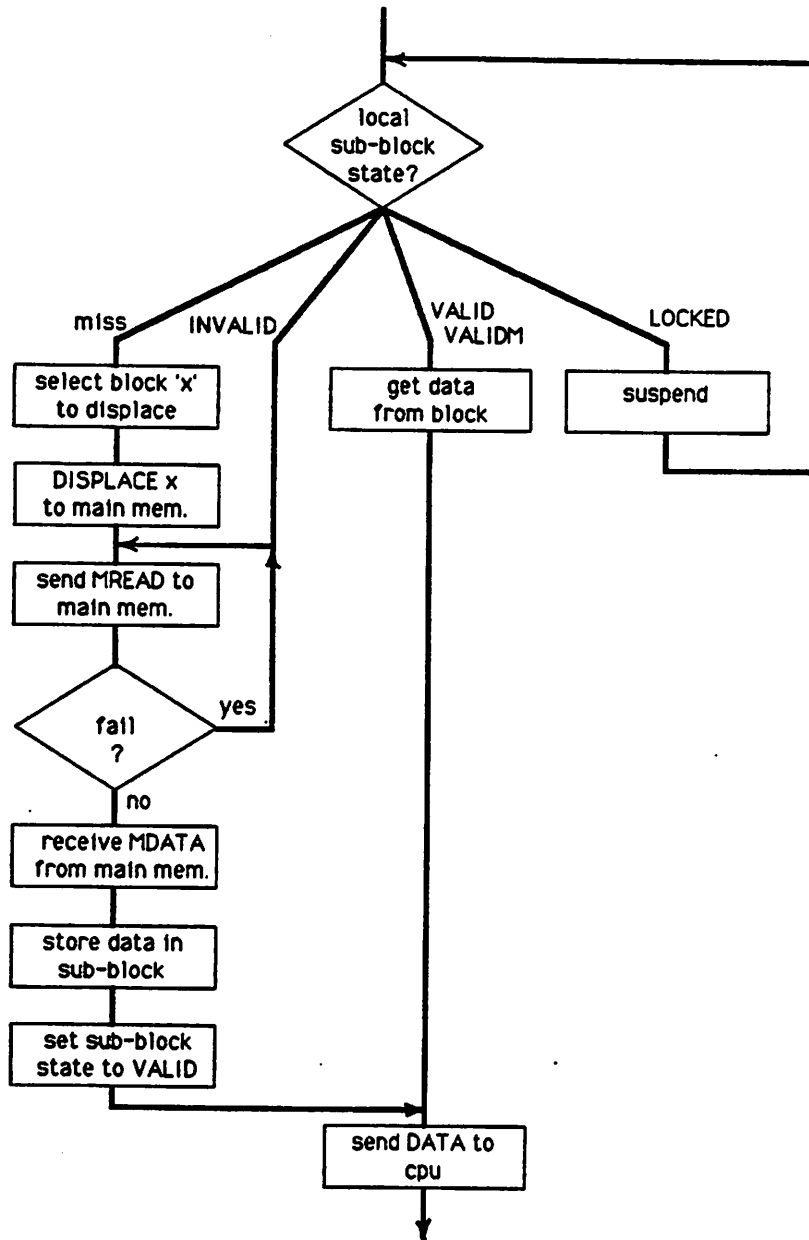 local
sub-block
state?
miss
INVALID
VALID
VALIDM
LOCKED
select block 'x'
to displace
get data
from block
suspend
DISPLACE x
to main mem.
send MREAD to
main mem.
fail
?
yes
no
receive MDATA
from main mem.
store data in
sub-block
set sub-block
state to VALID
send DATA to
cpu